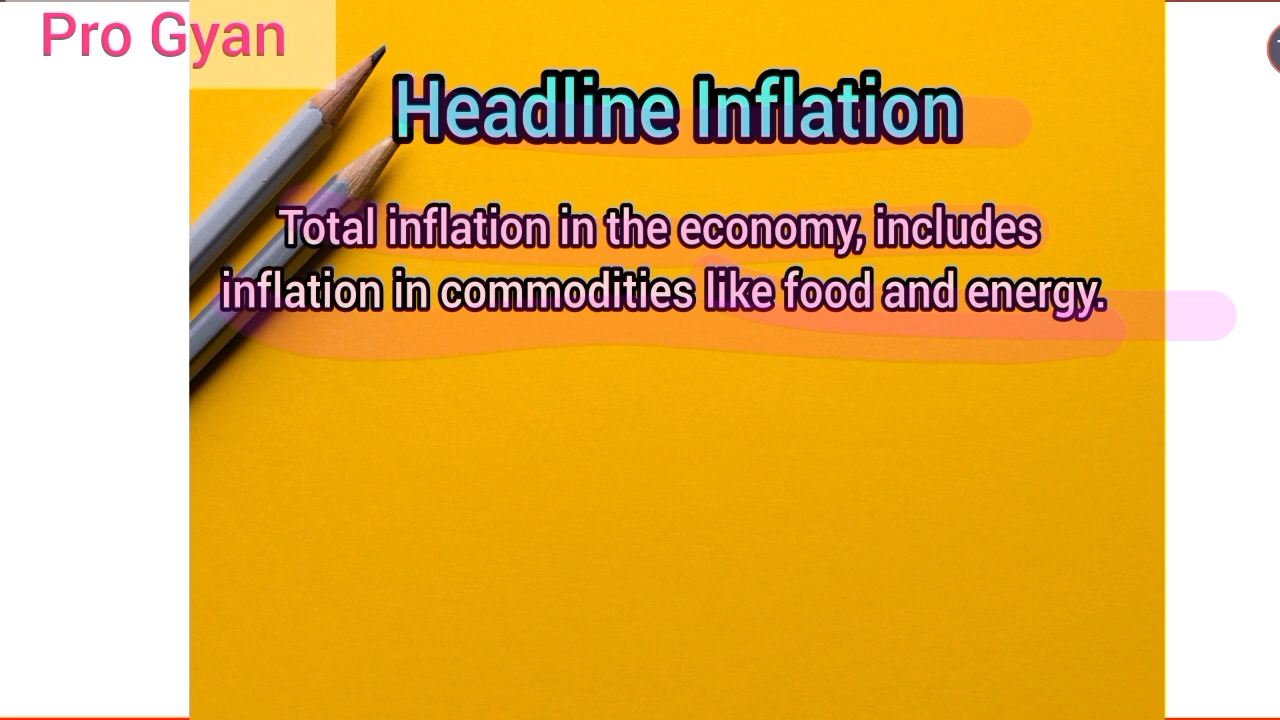 Pro Gyan
Headline Inflation
Total inflation in the economy, includes
inflation in commodities like food and energy.